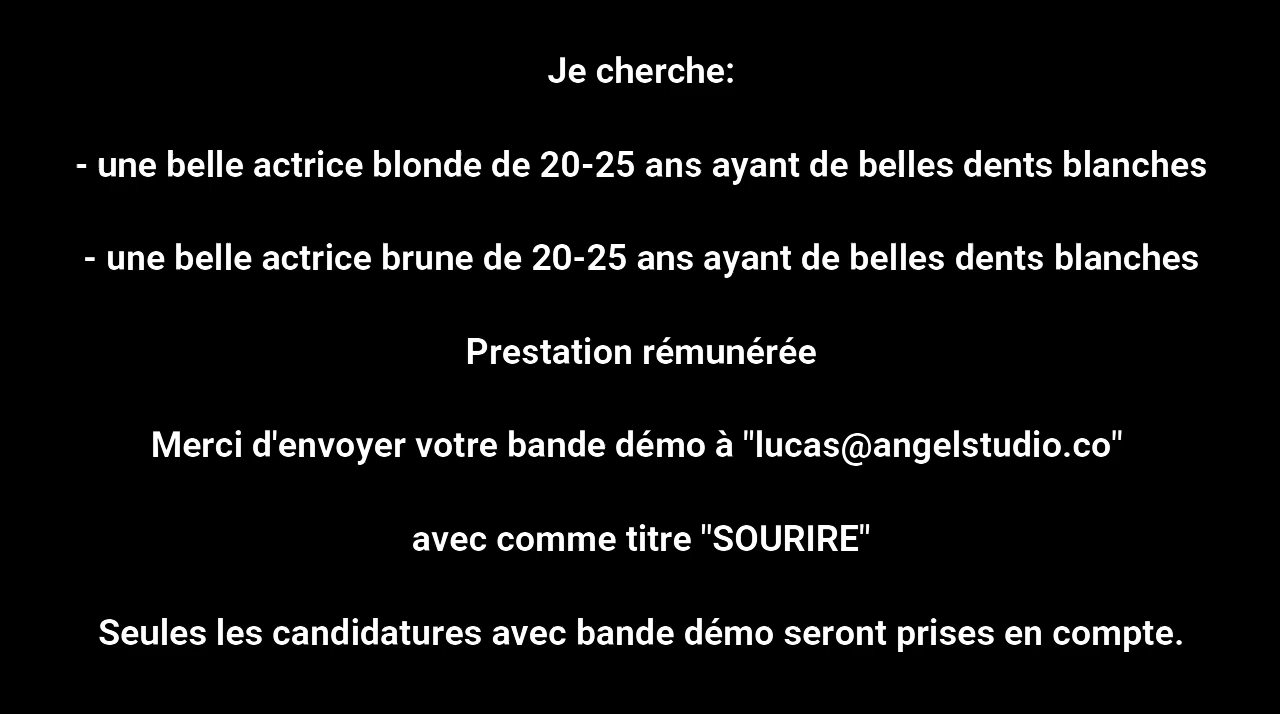 Je cherche:
- une belle actrice blonde de 20-25 ans ayant de belles dents blanches
- une belle actrice brune de 20-25 ans ayant de belles dents blanches
Prestation rémunérée
Merci d'envoyer votre bande démo à "lucas@angelstudio.co"
avec comme titre "SOURIRE"
Seules les candidatures avec bande démo seront prises en compte.